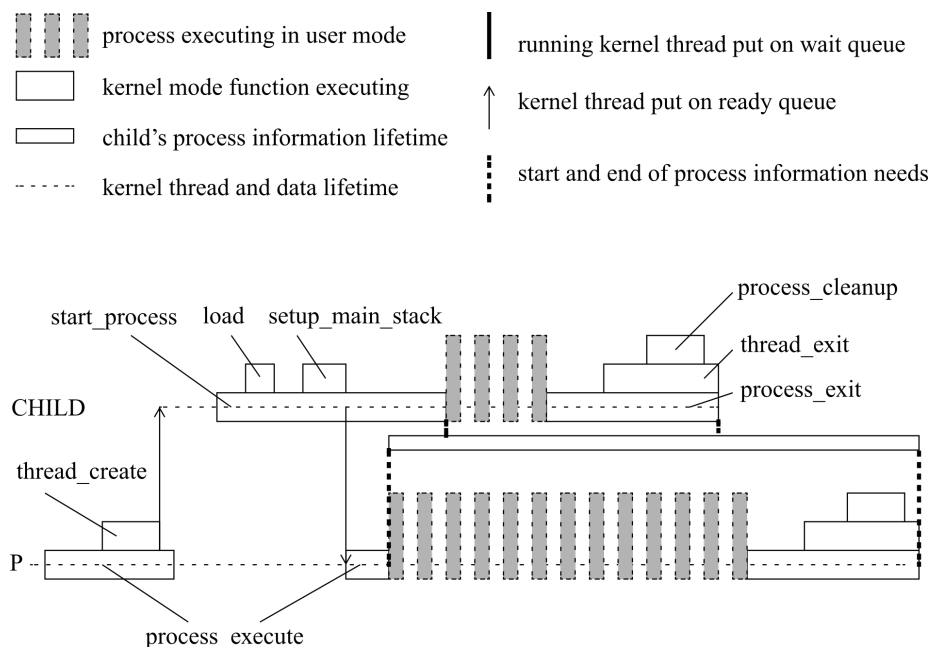 process executing in user mode
kernel mode function executing
child's process information lifetime
kernel thread and data lifetime
running kernel thread put on wait queue
kernel thread put on ready queue
start and end of process information needs
process_cleanup
start_process
load
setup_main_stack
thread_exit
process_exit
CHILD
thread_create
P
process_execute